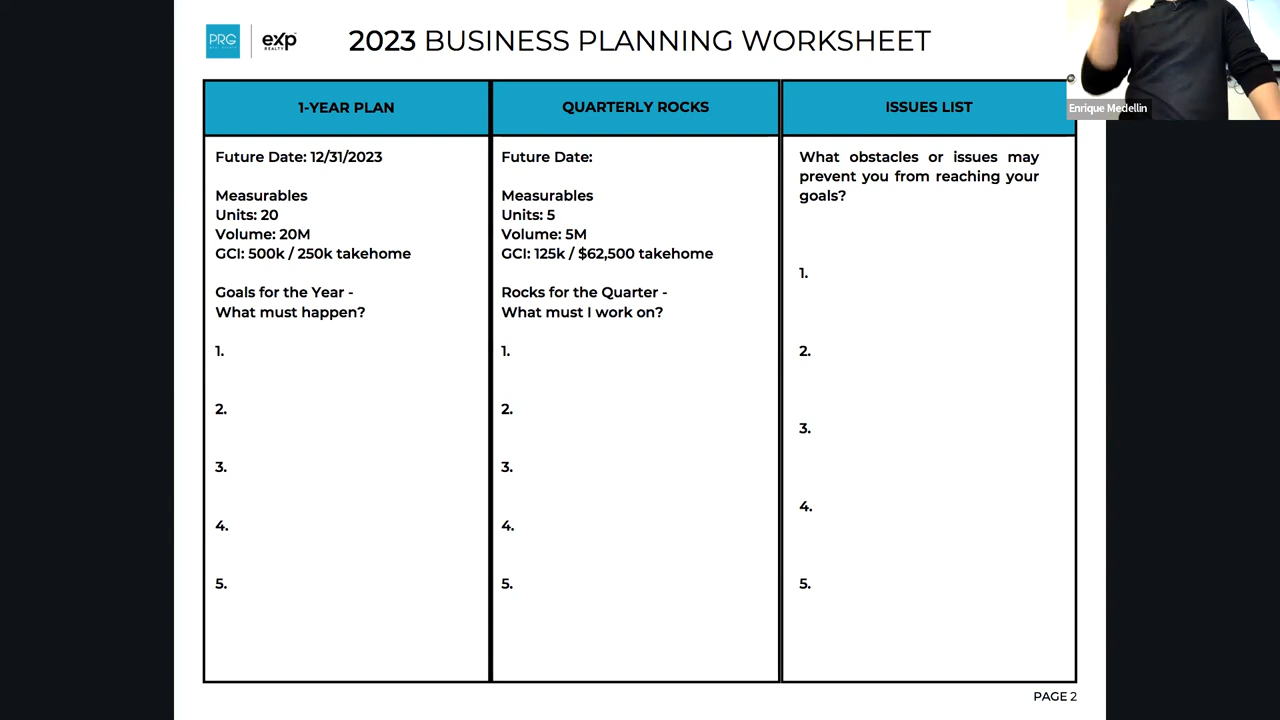 PRG
exp
REALTY
2023 BUSINESS PLANNING WORKSHEET
Enrique Medellin
1-YEAR PLAN
Future Date: 12/31/2023
Measurables
Units: 20
Volume: 20M
GCI: 500k / 250k takehome
Goals for the Year -
What must happen?
1.
2.
3.
4.
5.
QUARTERLY ROCKS
Future Date:
Measurables
Units: 5
Volume: 5M
GCI: 125k / $62,500 takehome
Rocks for the Quarter -
What must I work on?
1.
2.
3.
4.
5.
ISSUES LIST
What obstacles or issues may
prevent you from reaching your
goals?
1.
2.
3.
4.
5.
PAGE 2